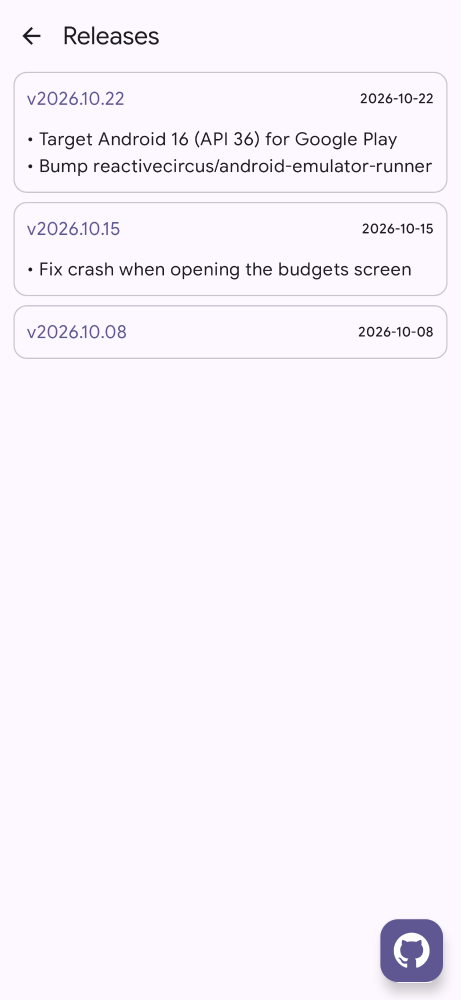 Releases
v2026.10.22 2026-10-22
• Target Android 16 (API 36) for Google Play
• Bump reactivecircus/android-emulator-runner
v2026.10.15 2026-10-15
• Fix crash when opening the budgets screen
v2026.10.08 2026-10-08